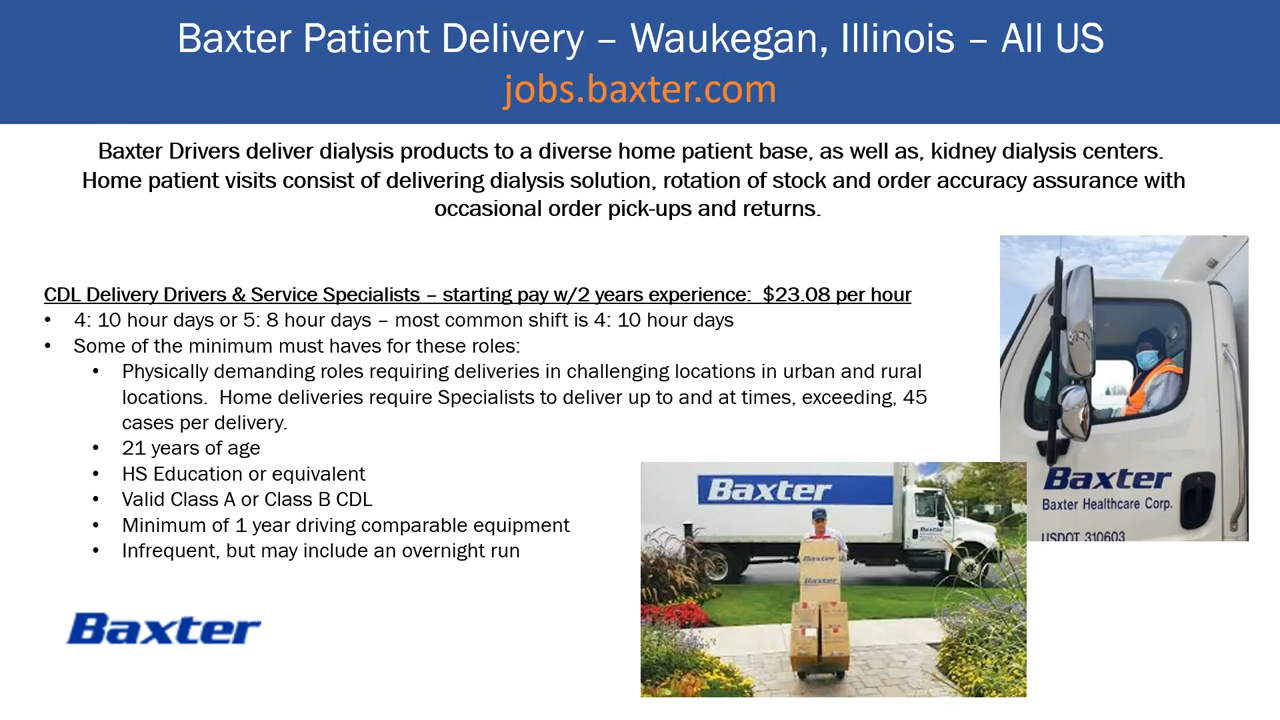 Baxter Patient Delivery – Waukegan, Illinois – All US
jobs.baxter.com
Baxter Drivers deliver dialysis products to a diverse home patient base, as well as, kidney dialysis centers.
Home patient visits consist of delivering dialysis solution, rotation of stock and order accuracy assurance with
occasional order pick-ups and returns.
CDL Delivery Drivers & Service Specialists – starting pay w/2 years experience:  $23.08 per hour
• 4: 10 hour days or 5: 8 hour days – most common shift is 4: 10 hour days
• Some of the minimum must haves for these roles:
• Physically demanding roles requiring deliveries in challenging locations in urban and rural
locations.  Home deliveries require Specialists to deliver up to and at times, exceeding, 45
cases per delivery.
• 21 years of age
• HS Education or equivalent
• Valid Class A or Class B CDL
• Minimum of 1 year driving comparable equipment
• Infrequent, but may include an overnight run
Baxter
Baxter Healthcare Corp.
USDOT 310603
Baxter
Baxter
Baxter
Baxter
Baxter